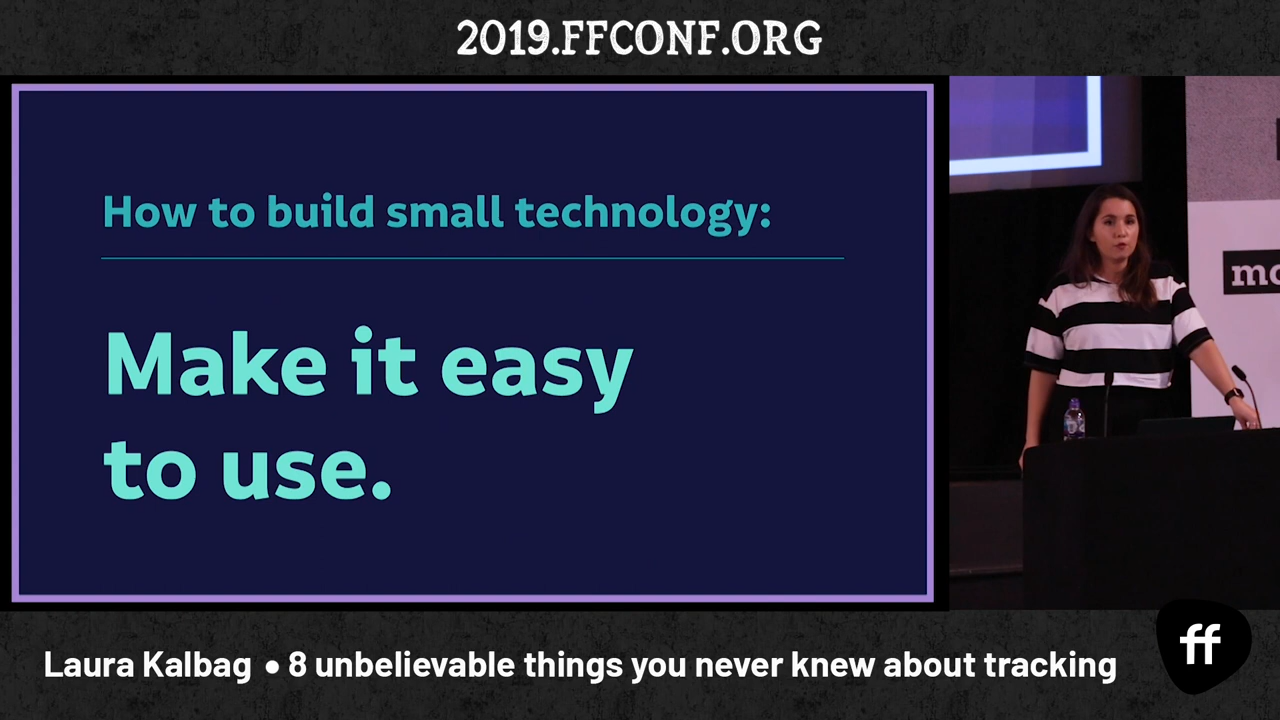 2019.FFCONF.ORG
How to build small technology:
Make it easy
to use.
Laura Kalbag • 8 unbelievable things you never knew about tracking
ff